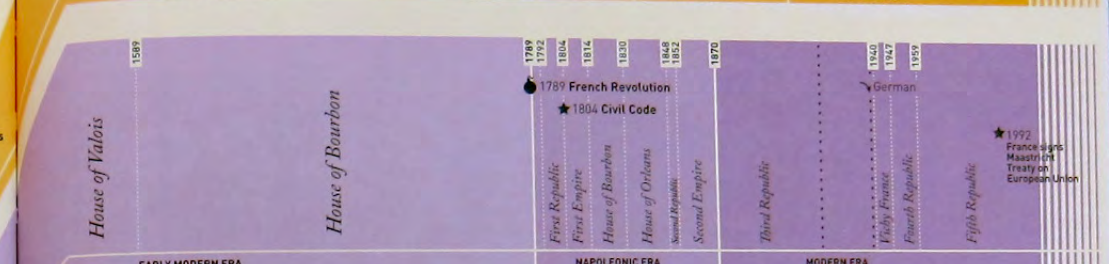 1589
1789
1792
1804
1814
1830
1848
1852
1870
1940
1947
1959
1789 French Revolution
German
1804 Civil Code
1992
France signs
Maastricht
Treaty on
European Union
House of Valois
House of Bourbon
First Republic
First Empire
House of Bourbon
House of Orleans
Second Republic
Second Empire
Third Republic
Vichy France
Fourth Republic
Fifth Republic
EARLY MODERN ERA
NAPOLEONIC ERA
MODERN ERA